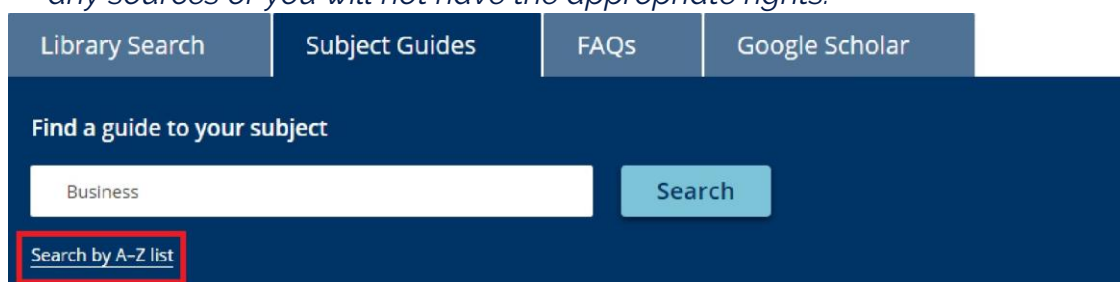 any sources or you will not have the appropriate rights.
Library Search Subject Guides FAQs Google Scholar
Find a guide to your subject
Business Search
Search by A–Z list